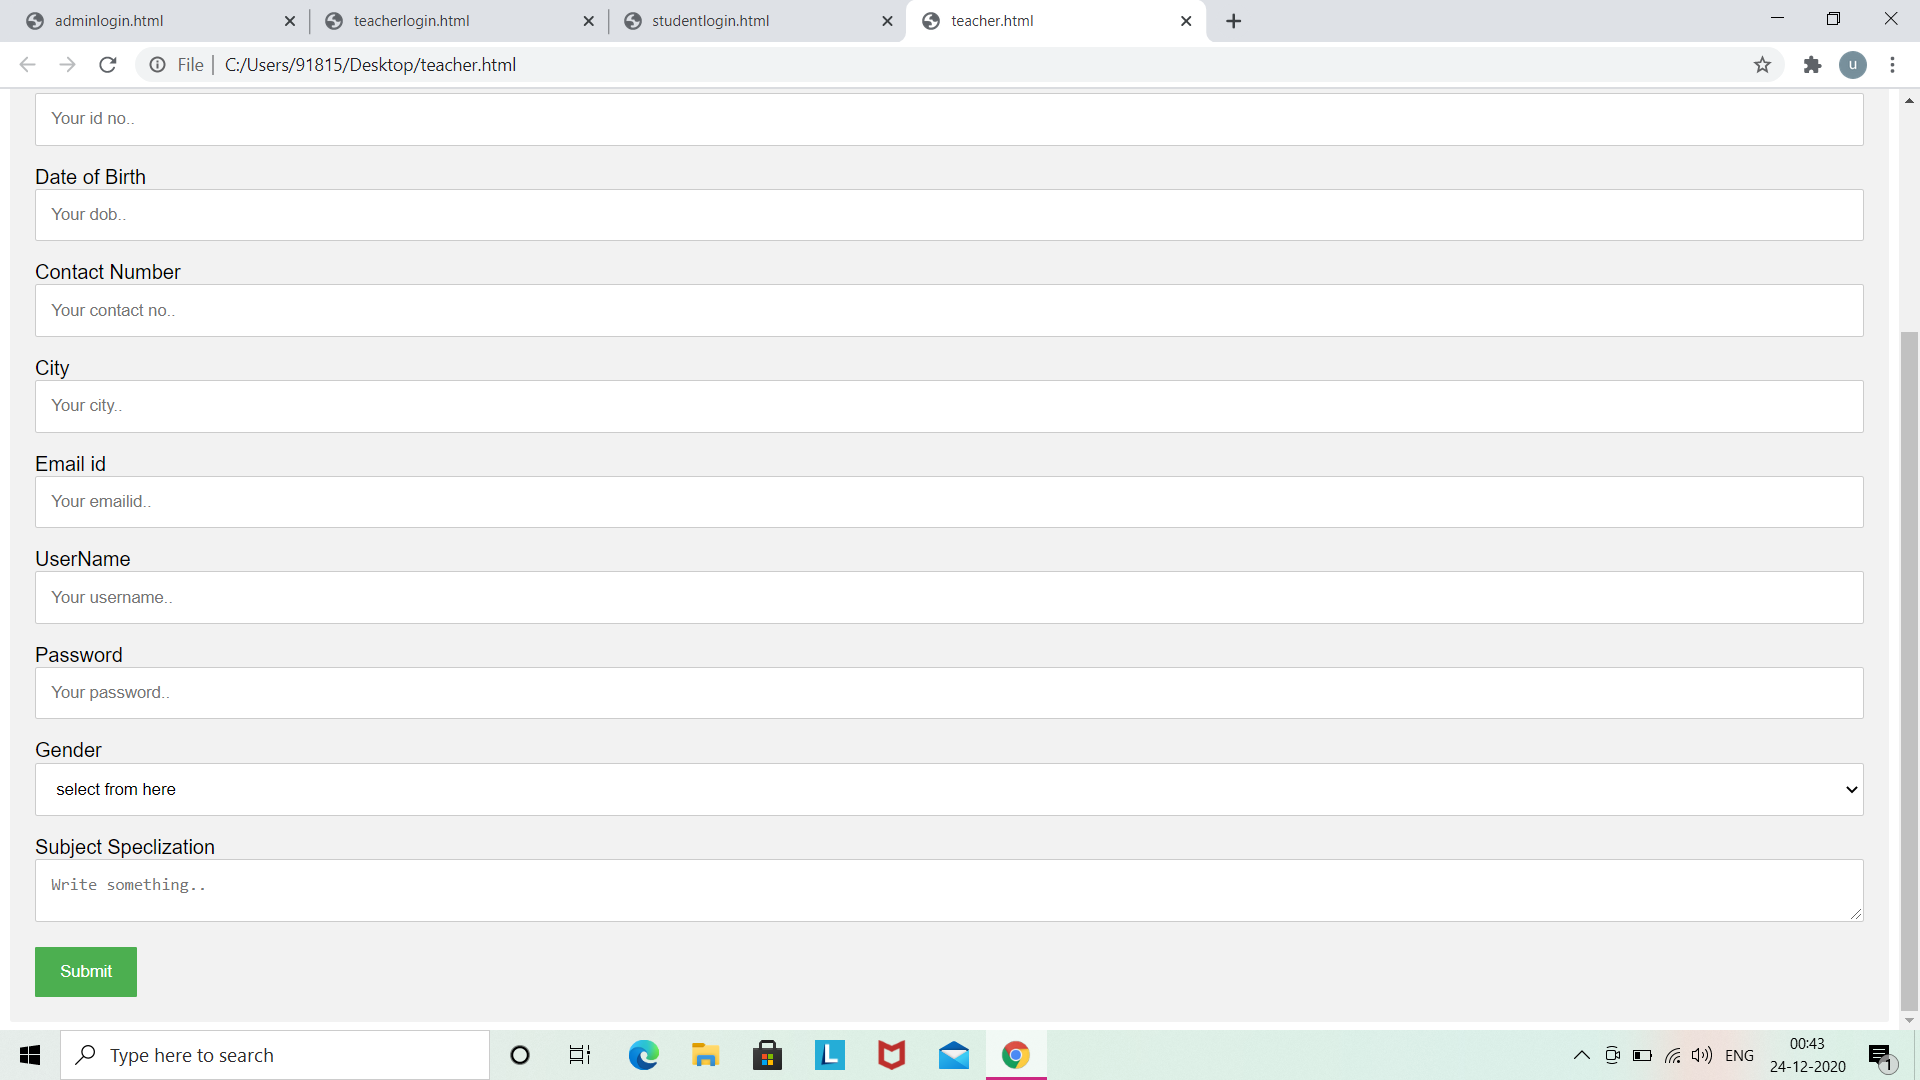 adminlogin.html
teacherlogin.html
studentlogin.html
teacher.html
File
C:/Users/91815/Desktop/teacher.html
u
Your id no..
Date of Birth
Your dob..
Contact Number
Your contact no..
City
Your city..
Email id
Your emailid..
UserName
Your username..
Password
Your password..
Gender
select from here
Subject Speclization
Write something..
Submit
Type here to search
L
ENG
00:43
24-12-2020
1